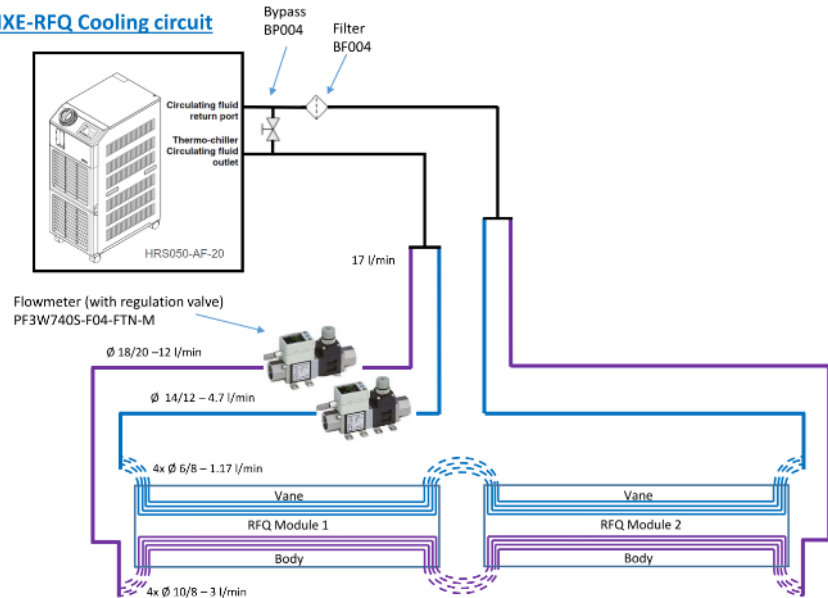 IXE-RFQ Cooling circuit
Bypass
BP004
Filter
BF004
Circulating fluid
return port
Thermo-chiller
Circulating fluid
outlet
HRS050-AF-20
17 l/min
Flowmeter (with regulation valve)
PF3W740S-F04-FTN-M
Ø 18/20 –12 l/min
Ø 14/12 – 4.7 l/min
4x Ø 6/8 – 1.17 l/min
Vane
Vane
RFQ Module 1
RFQ Module 2
Body
Body
4x Ø 10/8 – 3 l/min